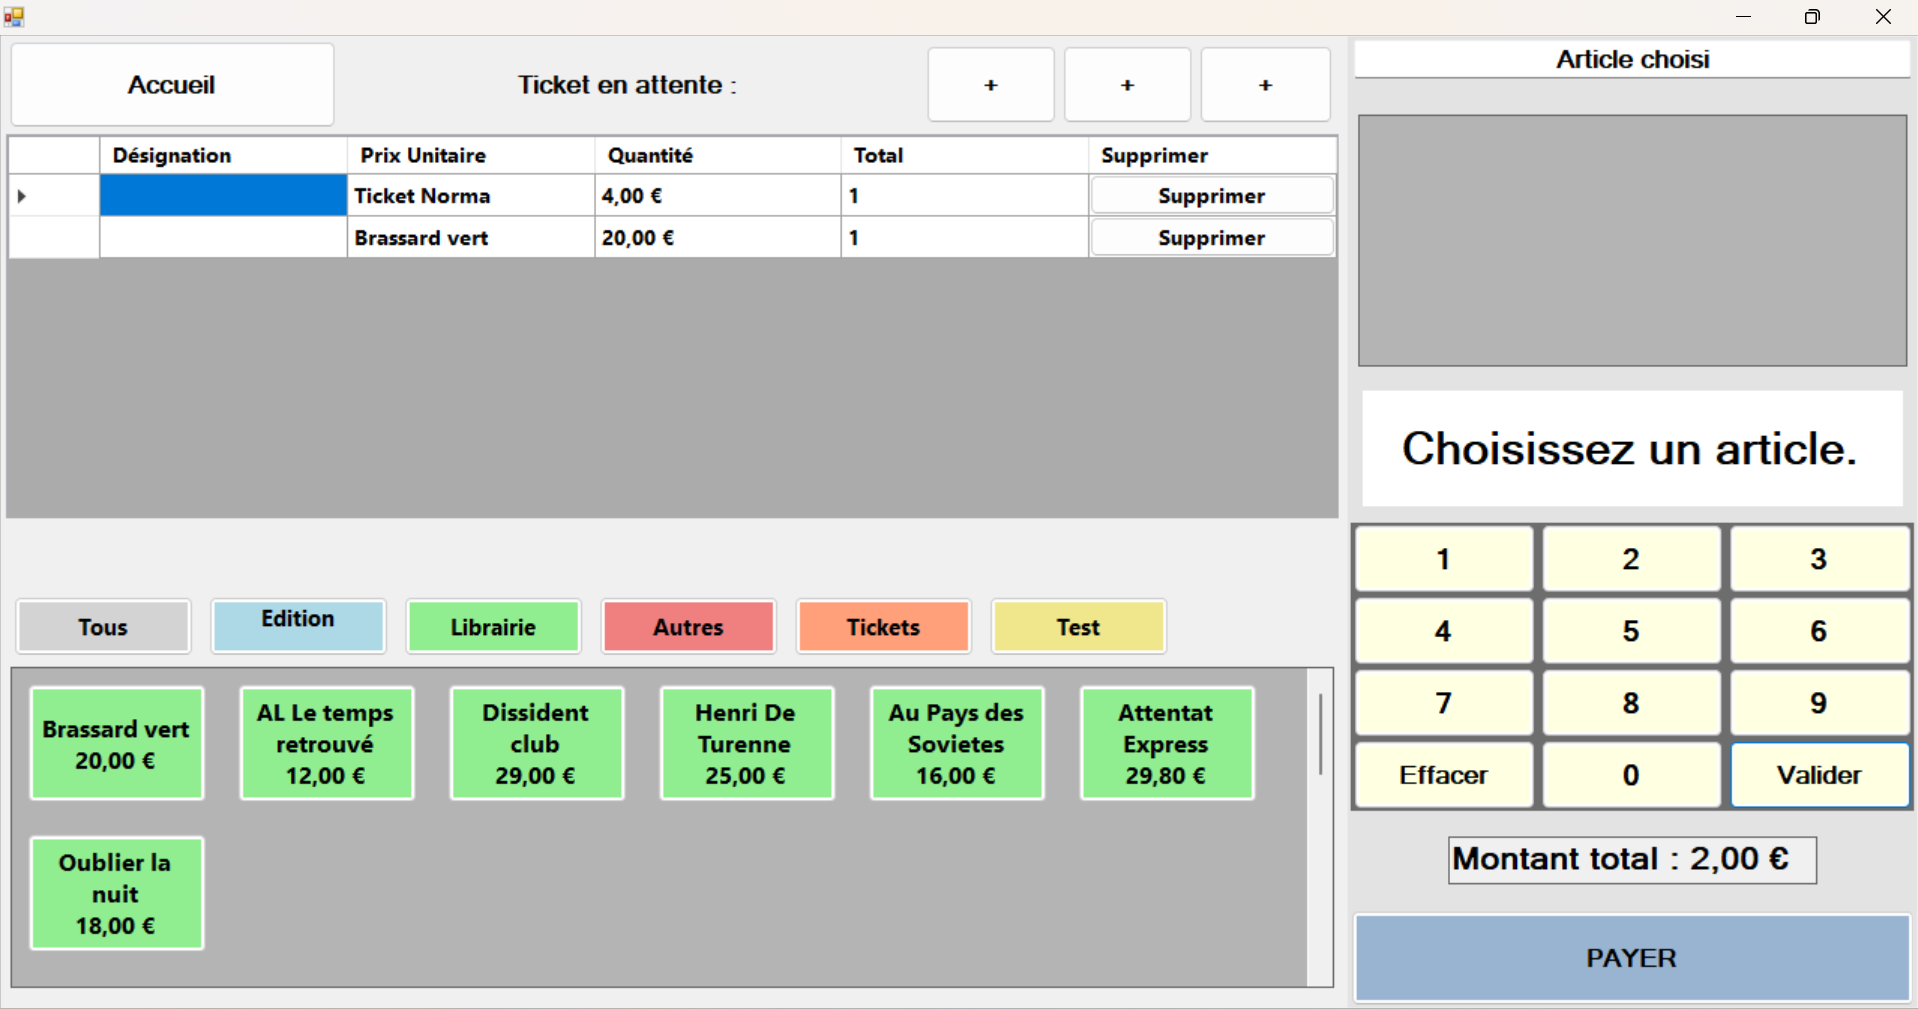 Accueil
Ticket en attente :
+ + +
Désignation Prix Unitaire Quantité Total Supprimer
Ticket Norma 4,00 € 1 Supprimer
Brassard vert 20,00 € 1 Supprimer
Tous Edition Librairie Autres Tickets Test
Brassard vert
20,00 €
AL Le temps
retrouvé
12,00 €
Dissident
club
29,00 €
Henri De
Turenne
25,00 €
Au Pays des
Sovietes
16,00 €
Attentat
Express
29,80 €
Oublier la
nuit
18,00 €
Article choisi
Choisissez un article.
1 2 3
4 5 6
7 8 9
Effacer 0 Valider
Montant total : 2,00 €
PAYER